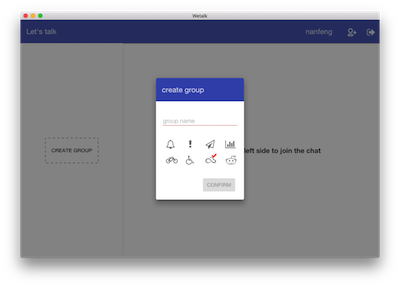 Wetalk
Let's talk
nanfeng
create group
group name
CREATE GROUP
left side to join the chat
CONFIRM